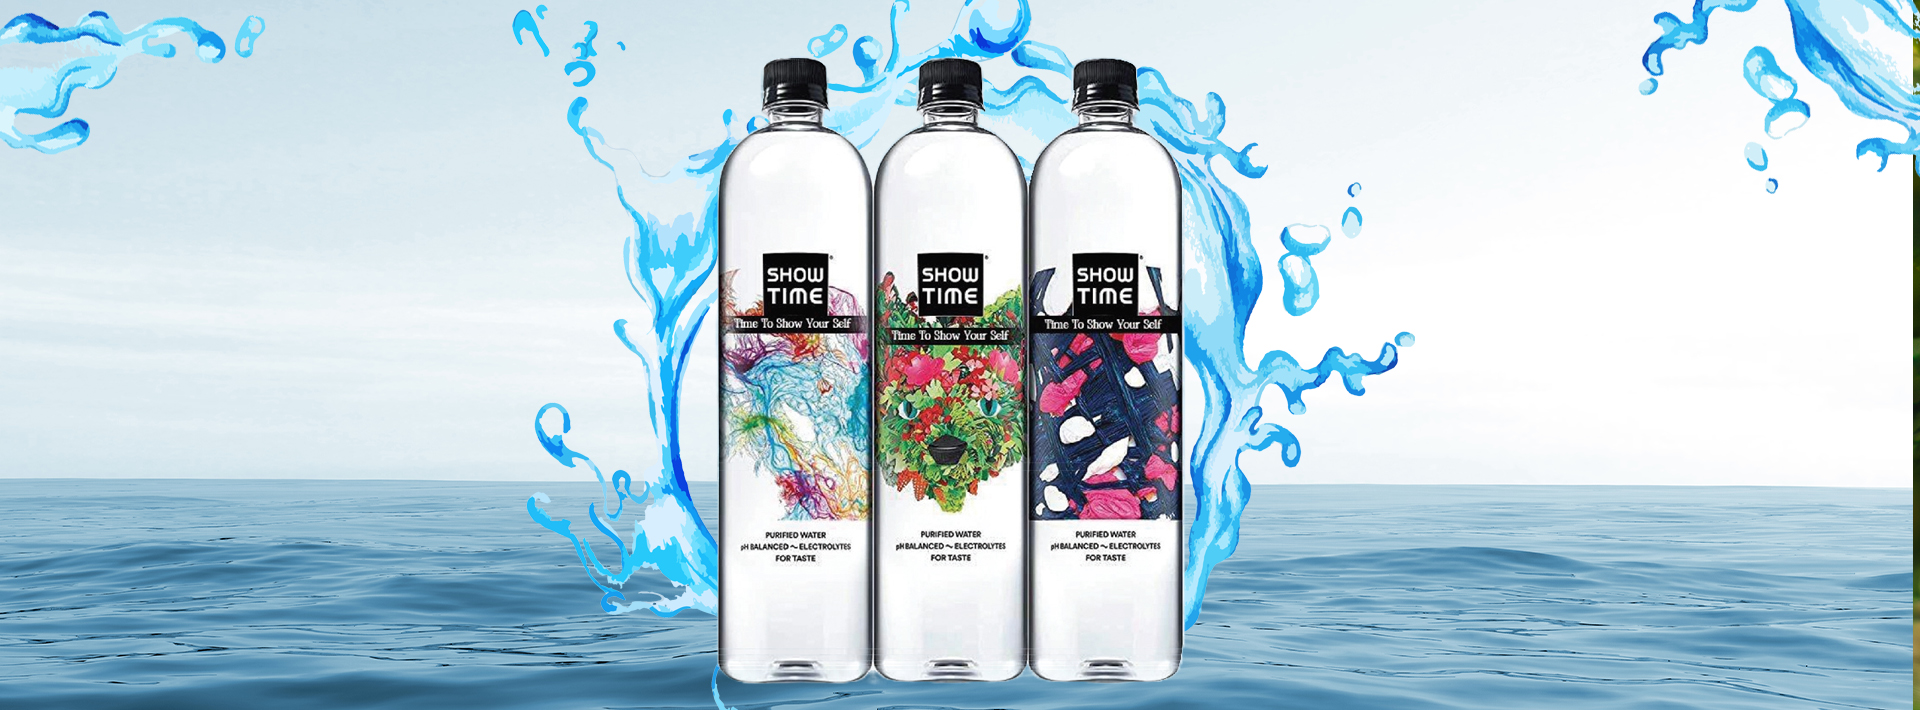 SHOW
TIME
Time To Show Your Self
PURIFIED WATER
pH BALANCED ~ ELECTROLYTES
FOR TASTE
SHOW
TIME
Time To Show Your Self
PURIFIED WATER
pH BALANCED ~ ELECTROLYTES
FOR TASTE
SHOW
TIME
Time To Show Your Self
PURIFIED WATER
pH BALANCED ~ ELECTROLYTES
FOR TASTE